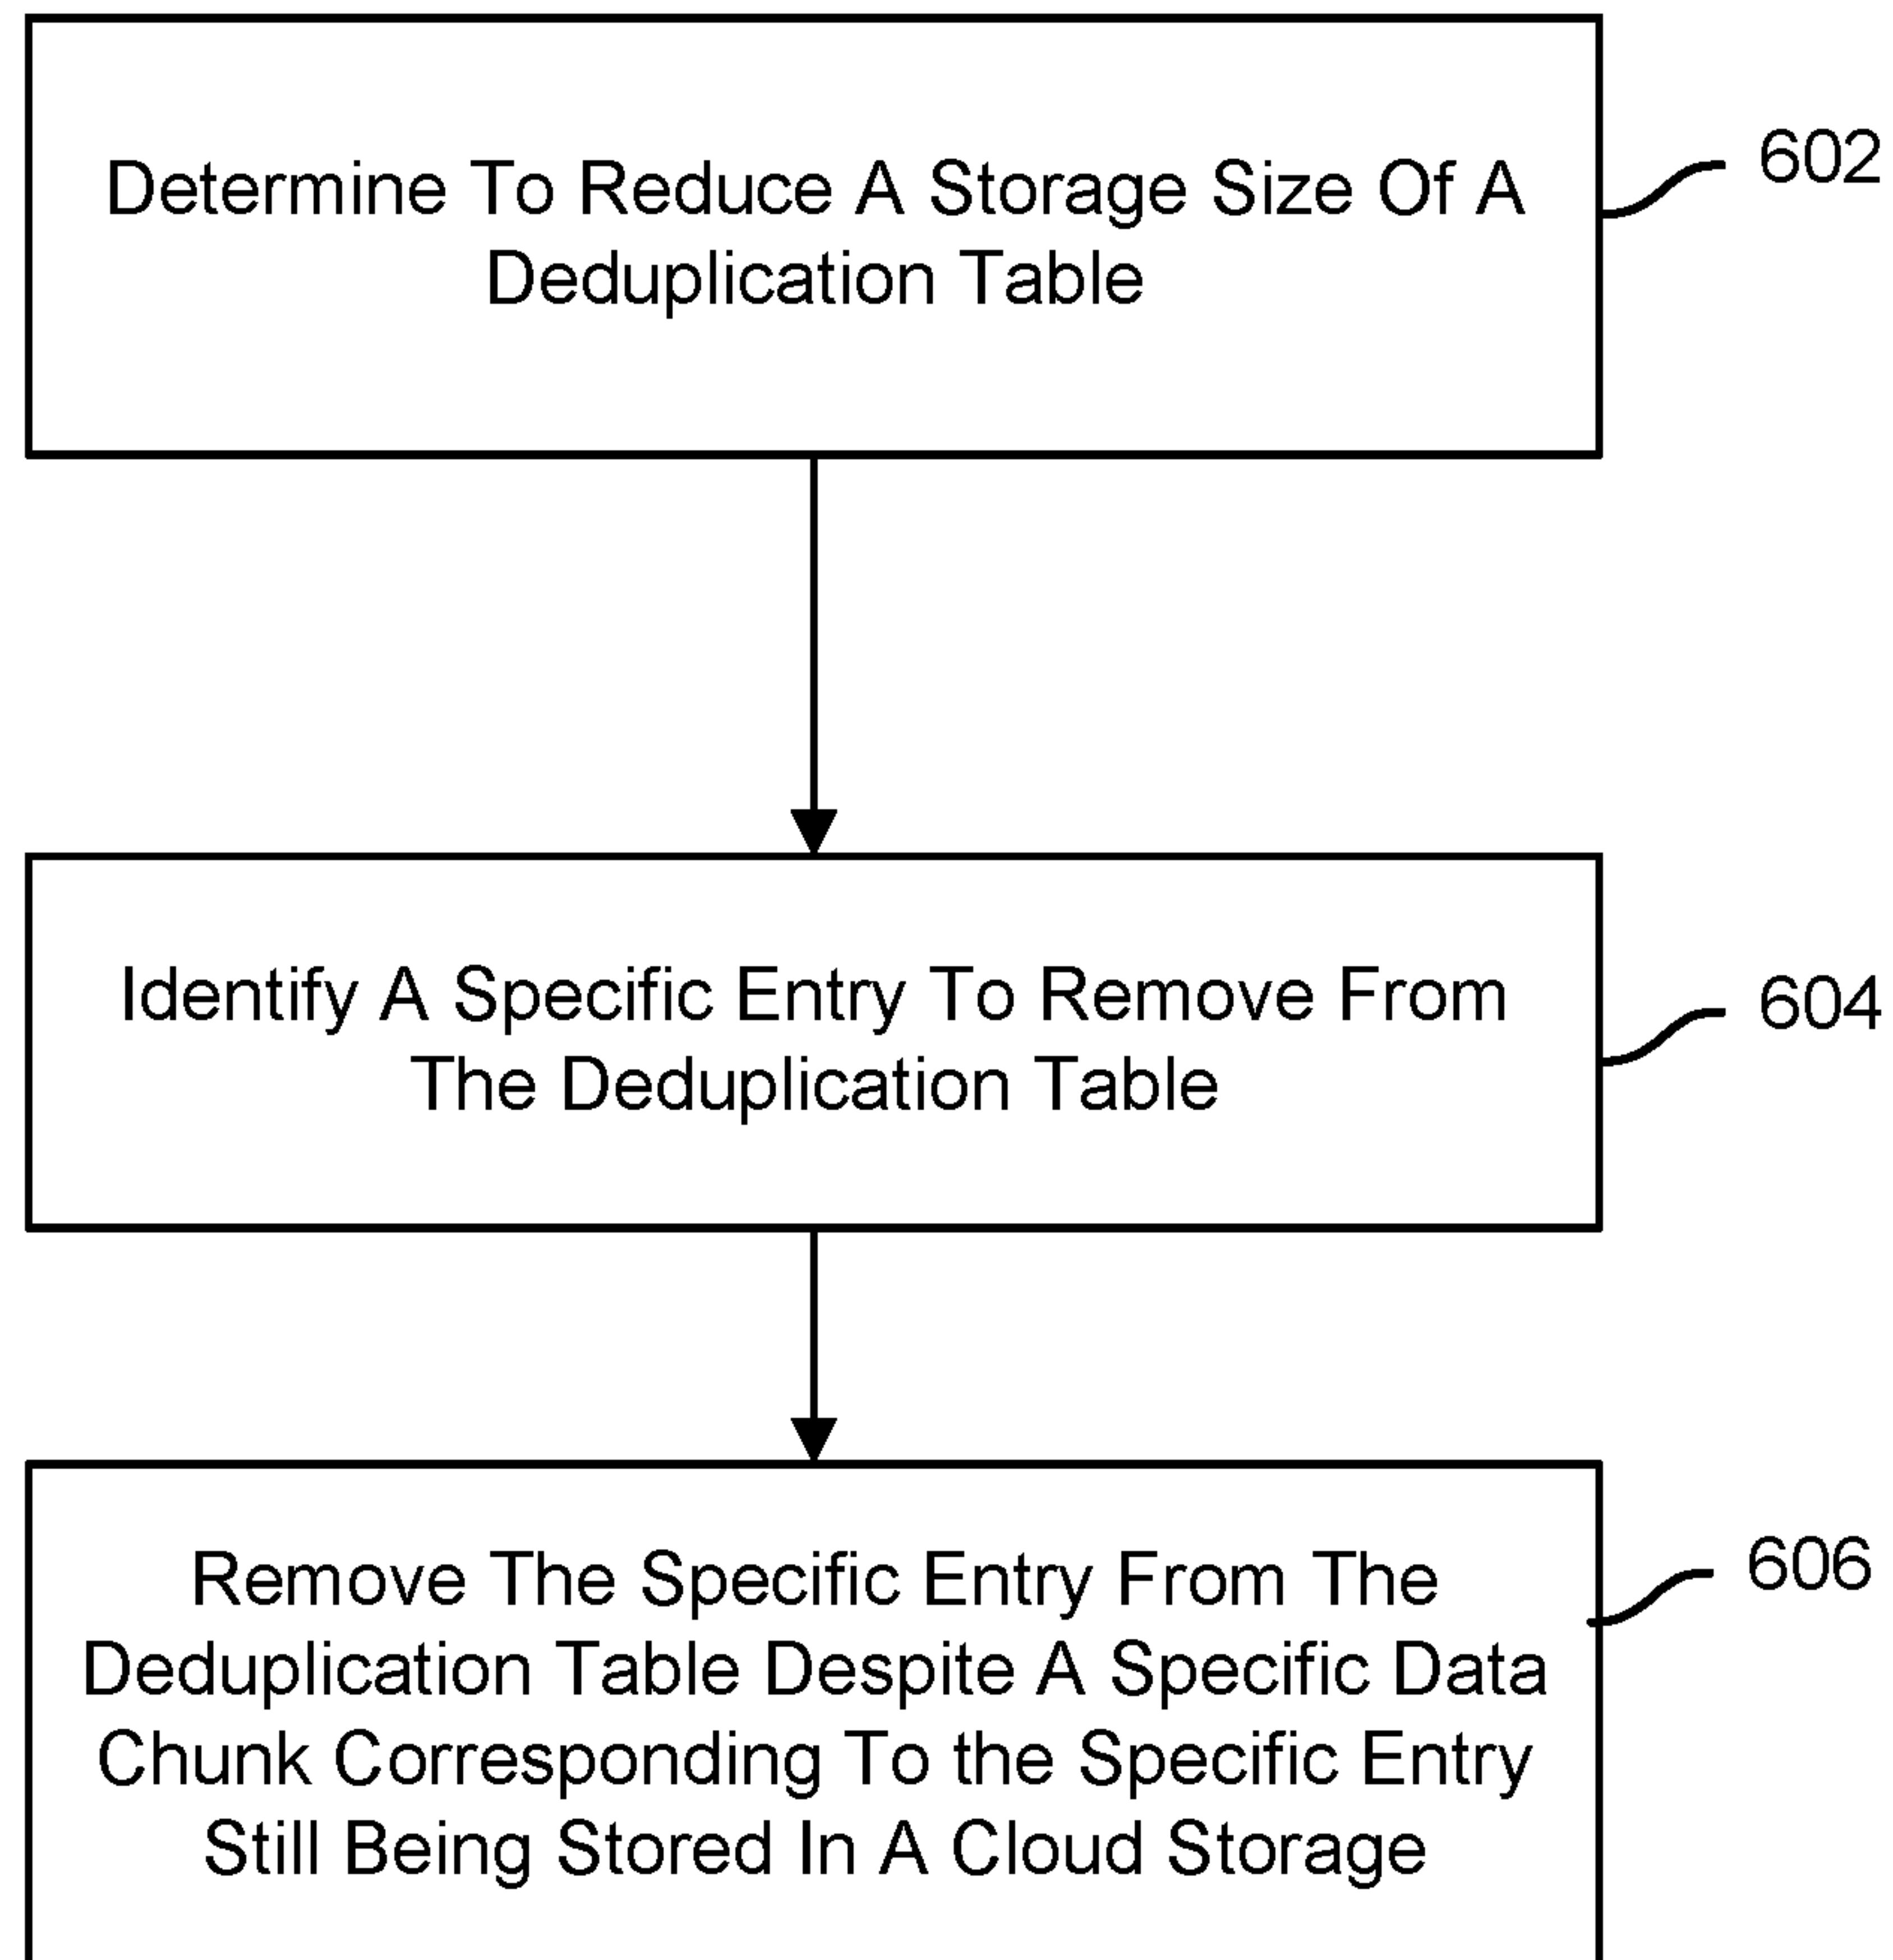 Determine To Reduce A Storage Size Of A
Deduplication Table
602
Identify A Specific Entry To Remove From
The Deduplication Table
604
Remove The Specific Entry From The
Deduplication Table Despite A Specific Data
Chunk Corresponding To the Specific Entry
Still Being Stored In A Cloud Storage
606